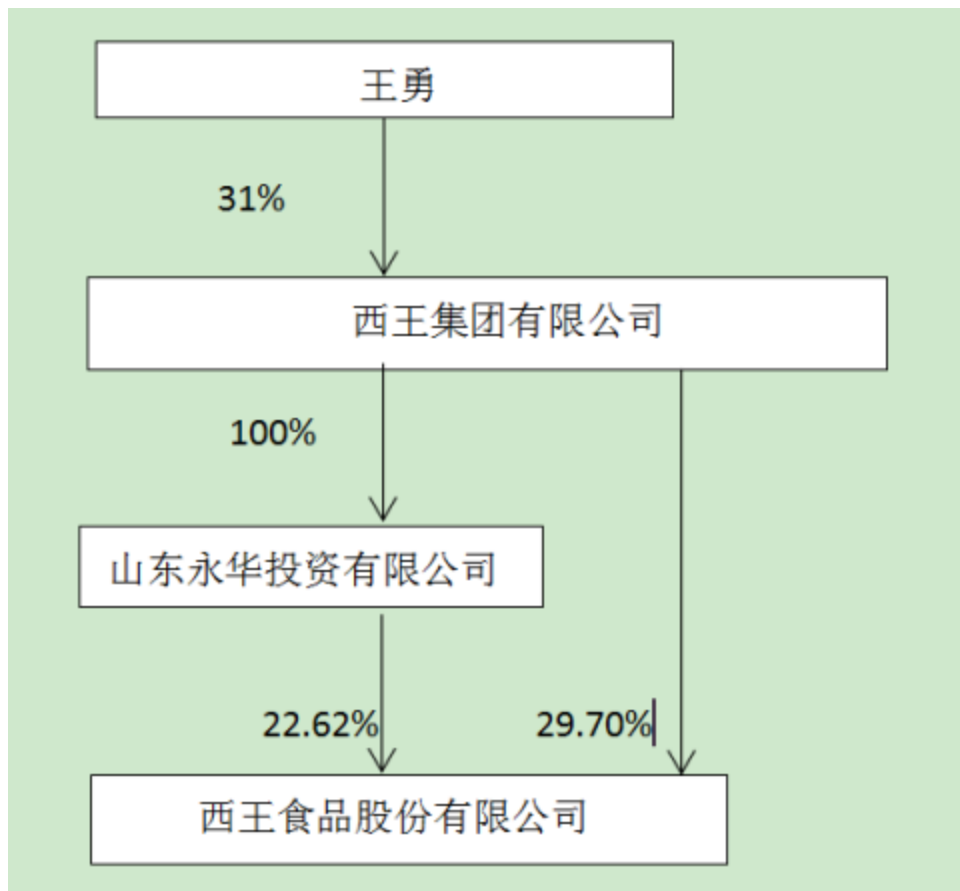 王勇
31%
西王集团有限公司
100%
山东永华投资有限公司
22.62%
29.70%
西王食品股份有限公司